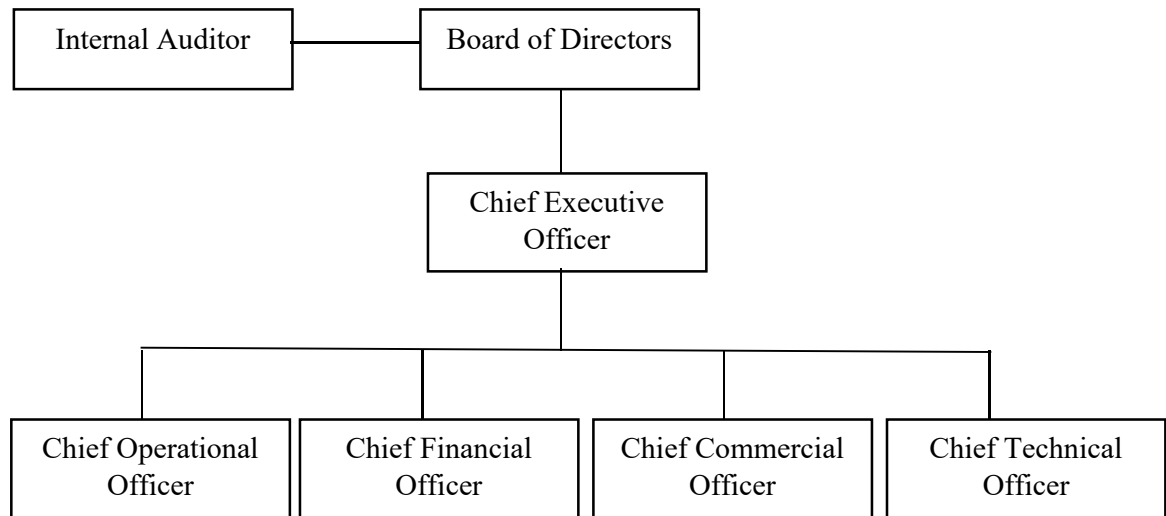 Internal Auditor
Board of Directors
Chief Executive
Officer
Chief Operational
Officer
Chief Financial
Officer
Chief Commercial
Officer
Chief Technical
Officer